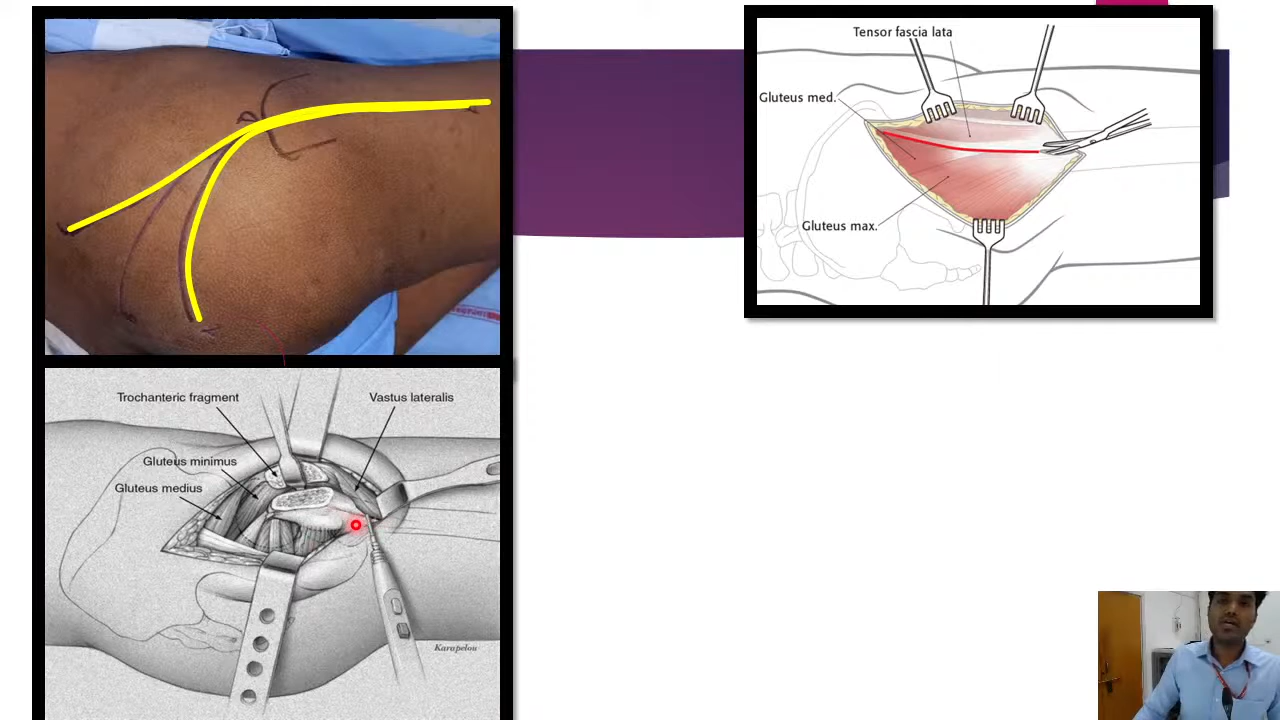 Tensor fascia lata
Gluteus med.
Gluteus max.
Trochanteric fragment
Vastus lateralis
Gluteus minimus
Gluteus medius
Karapelou